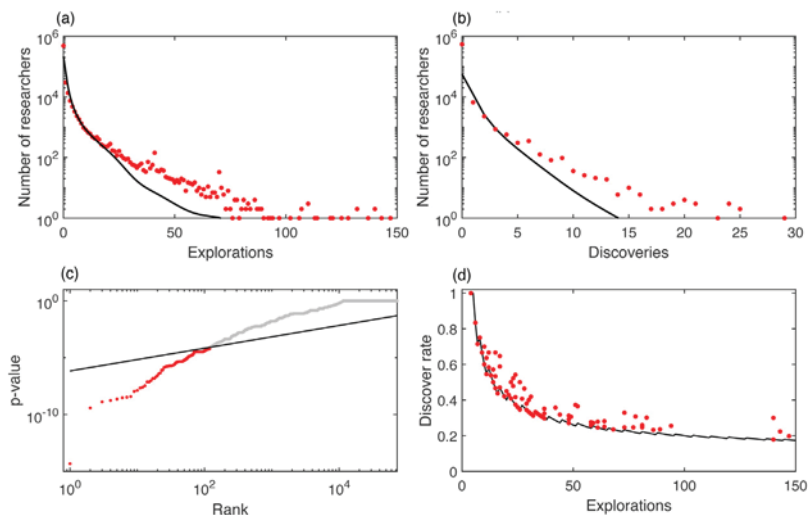 (a)
10^6
10^4
10^2
10^0
Number of researchers
0 50 100 150
Explorations
(b)
10^6
10^4
10^2
10^0
Number of researchers
0 5 10 15 20 25 30
Discoveries
(c)
10^0
10^-10
p-value
10^0 10^2 10^4
Rank
(d)
1
0.8
0.6
0.4
0.2
0
Discover rate
0 50 100 150
Explorations